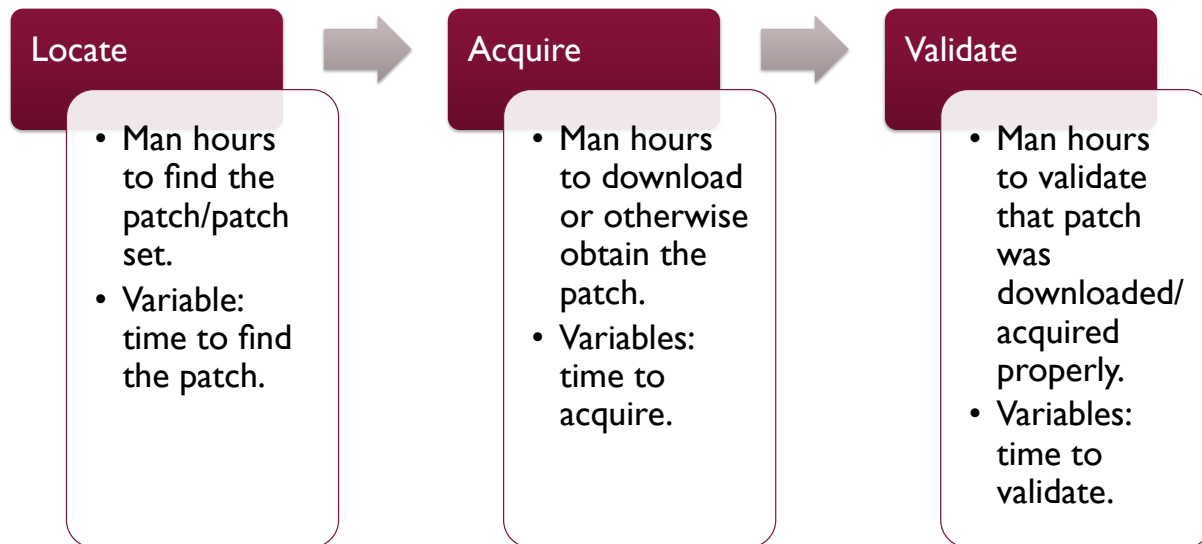 Locate
• Man hours
to find the
patch/patch
set.
• Variable:
time to find
the patch.
Acquire
• Man hours
to download
or otherwise
obtain the
patch.
• Variables:
time to
acquire.
Validate
• Man hours
to validate
that patch
was
downloaded/
acquired
properly.
• Variables:
time to
validate.